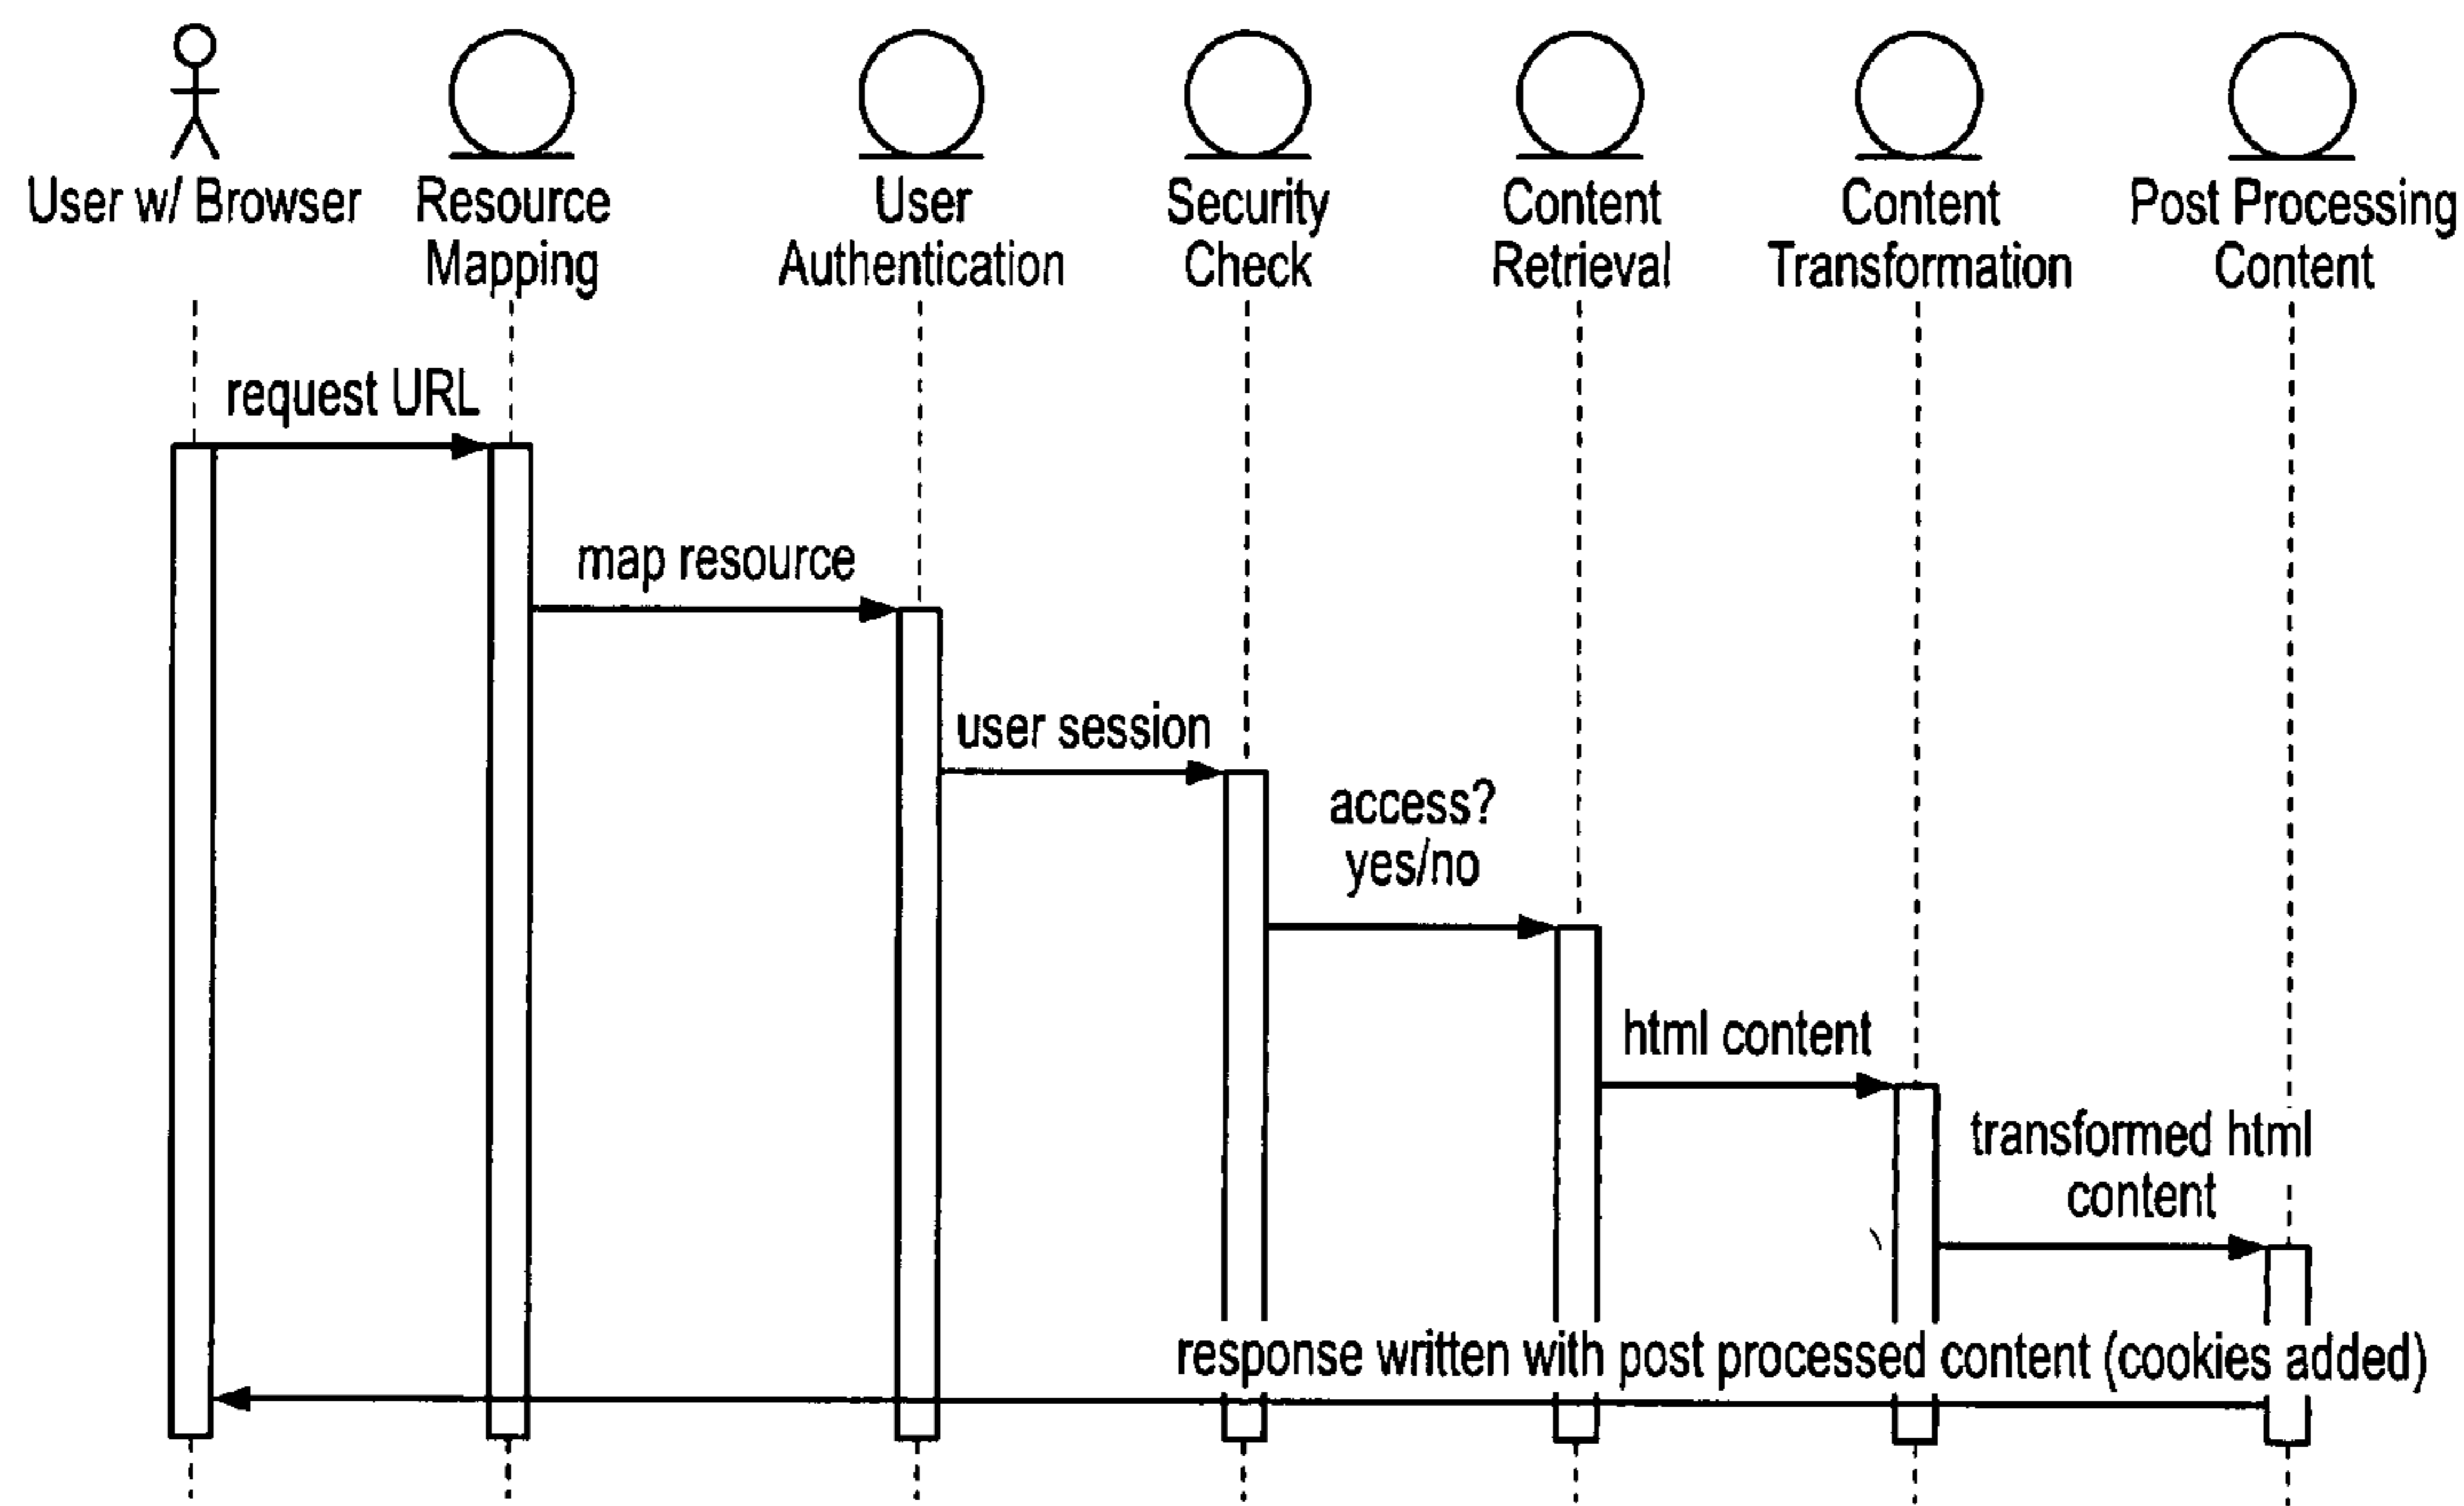 User w/ Browser
Resource
Mapping
User
Authentication
Security
Check
Content
Retrieval
Content
Transformation
Post Processing
Content
request URL
map resource
user session
access?
yes/no
html content
transformed html
content
response written with post processed content (cookies added)